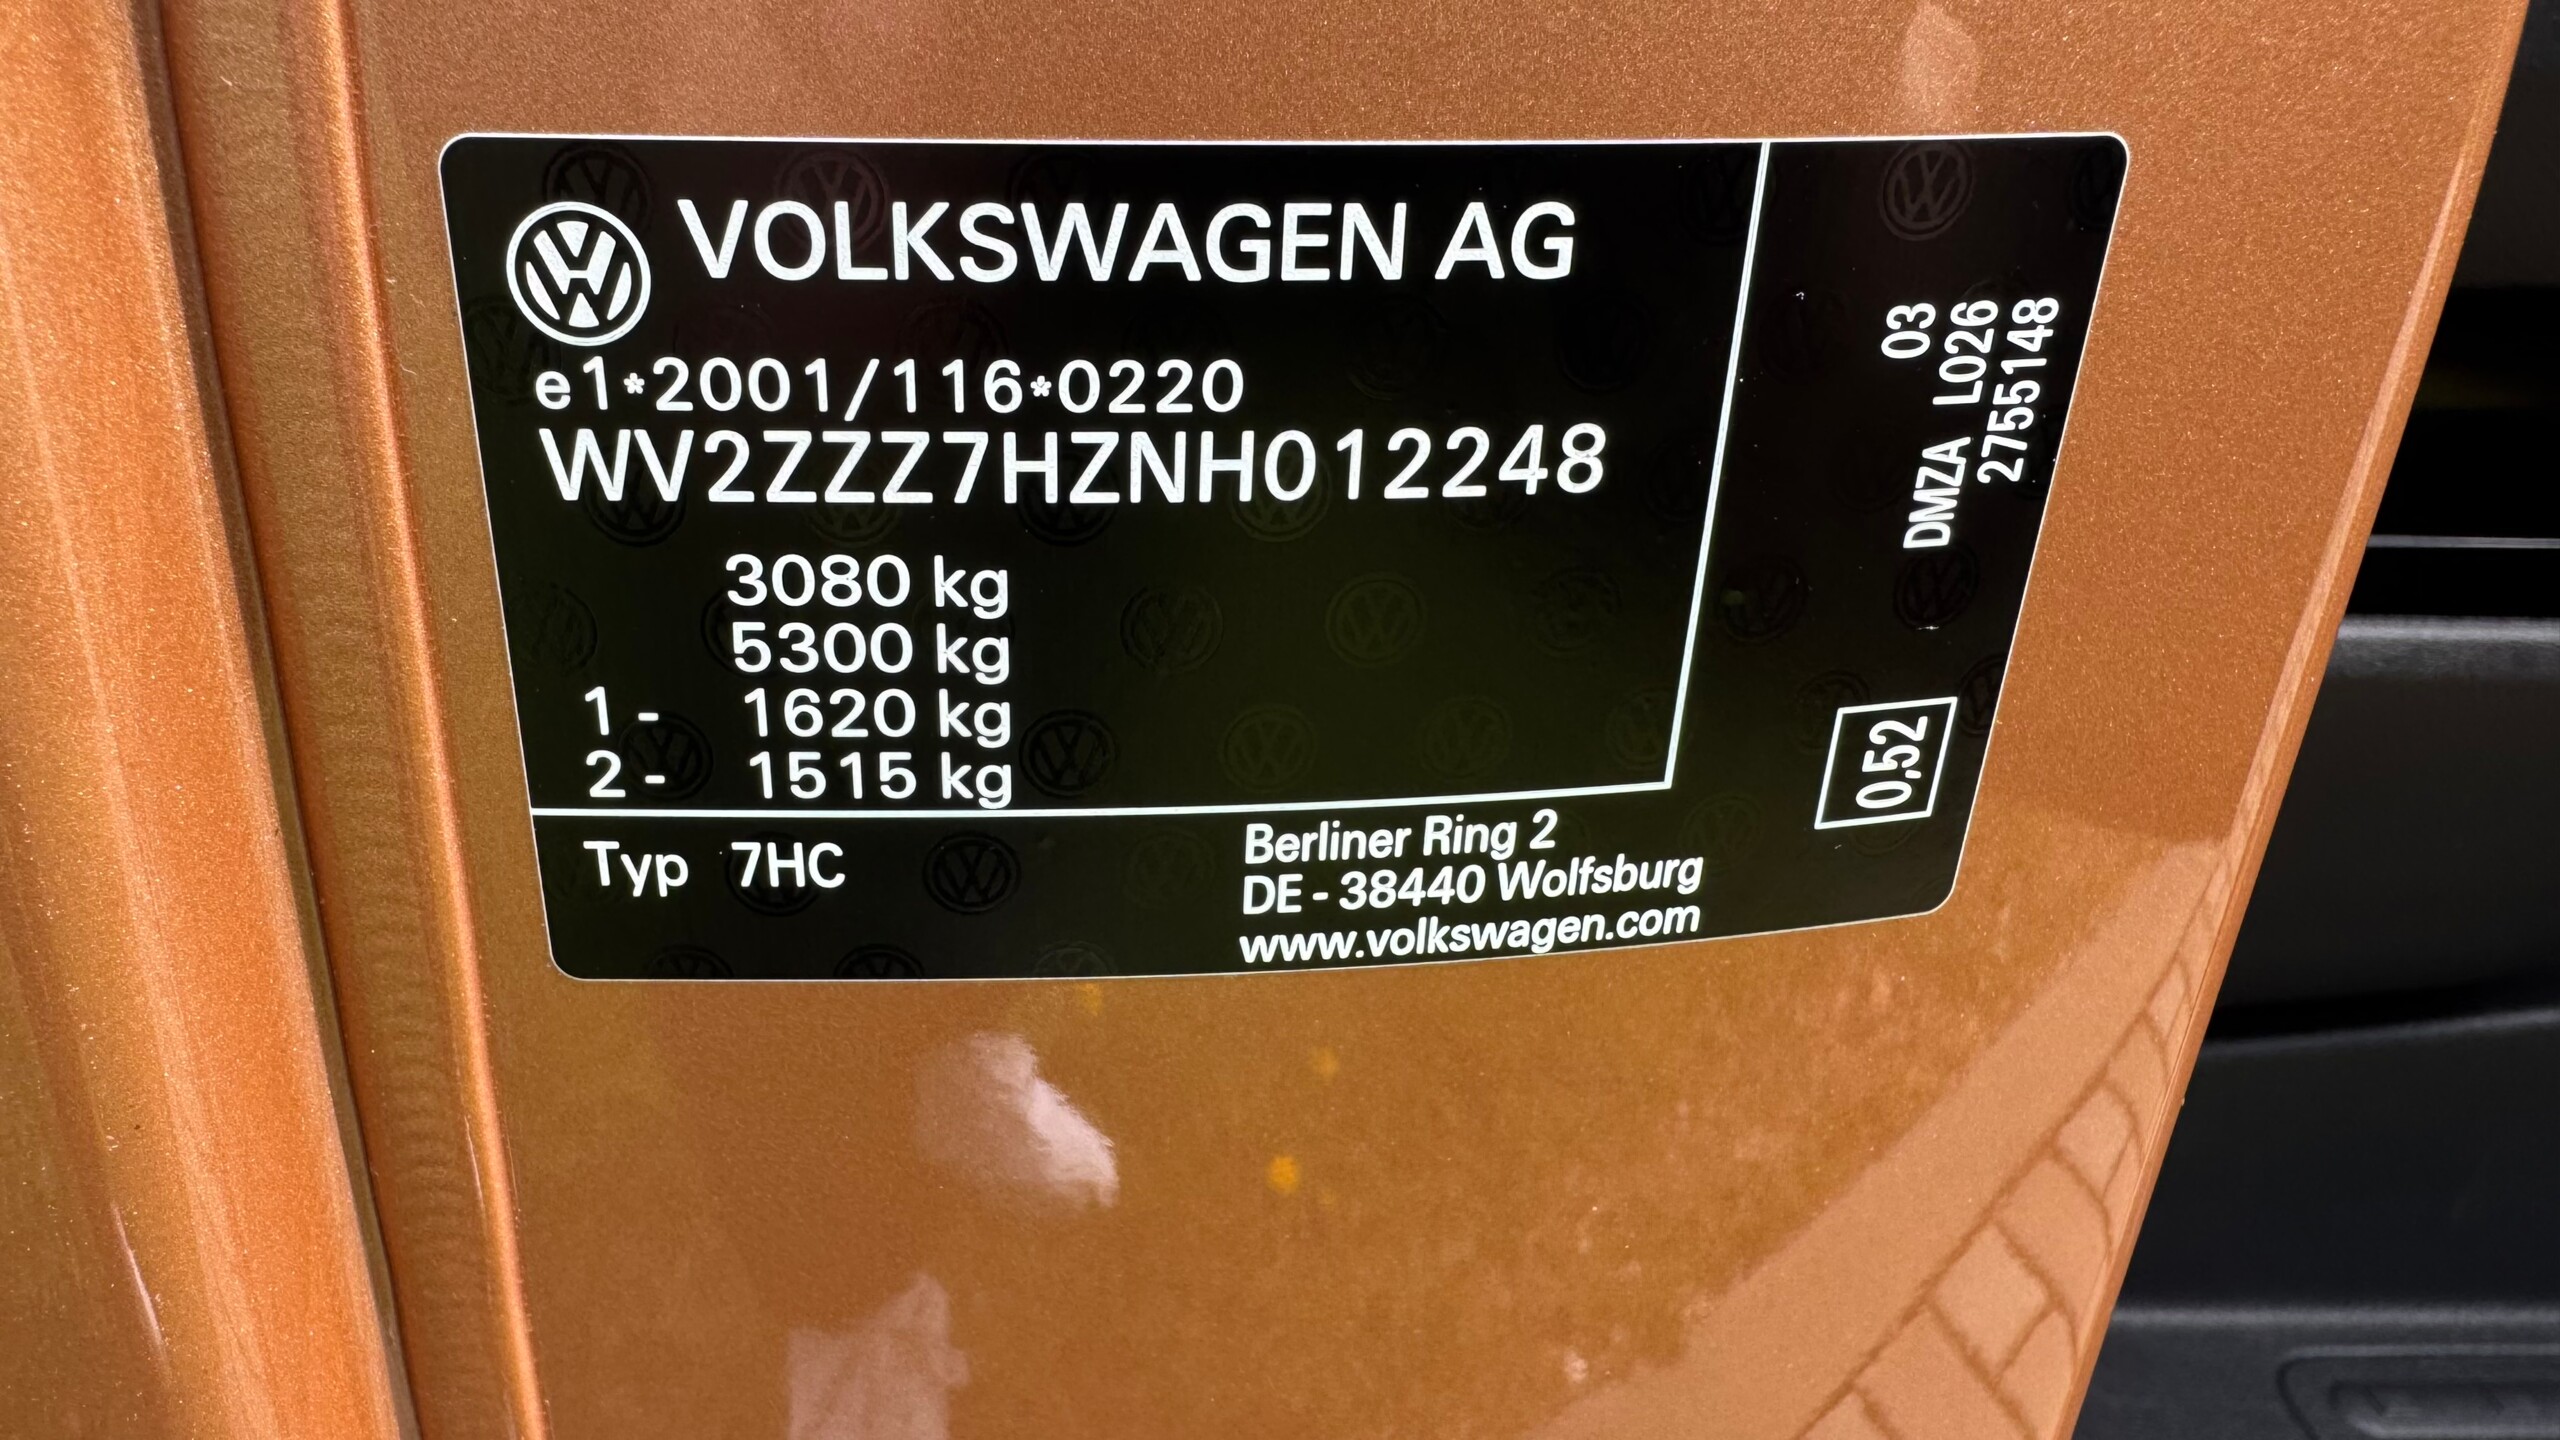 VOLKSWAGEN AG
e1*2001/116*0220
WV2ZZZ7HZNH012248
3080 kg
5300 kg
1 - 1620 kg
2 - 1515 kg
Typ 7HC
Berliner Ring 2
DE - 38440 Wolfsburg
www.volkswagen.com
03
DMZA L026
2755148
0,52